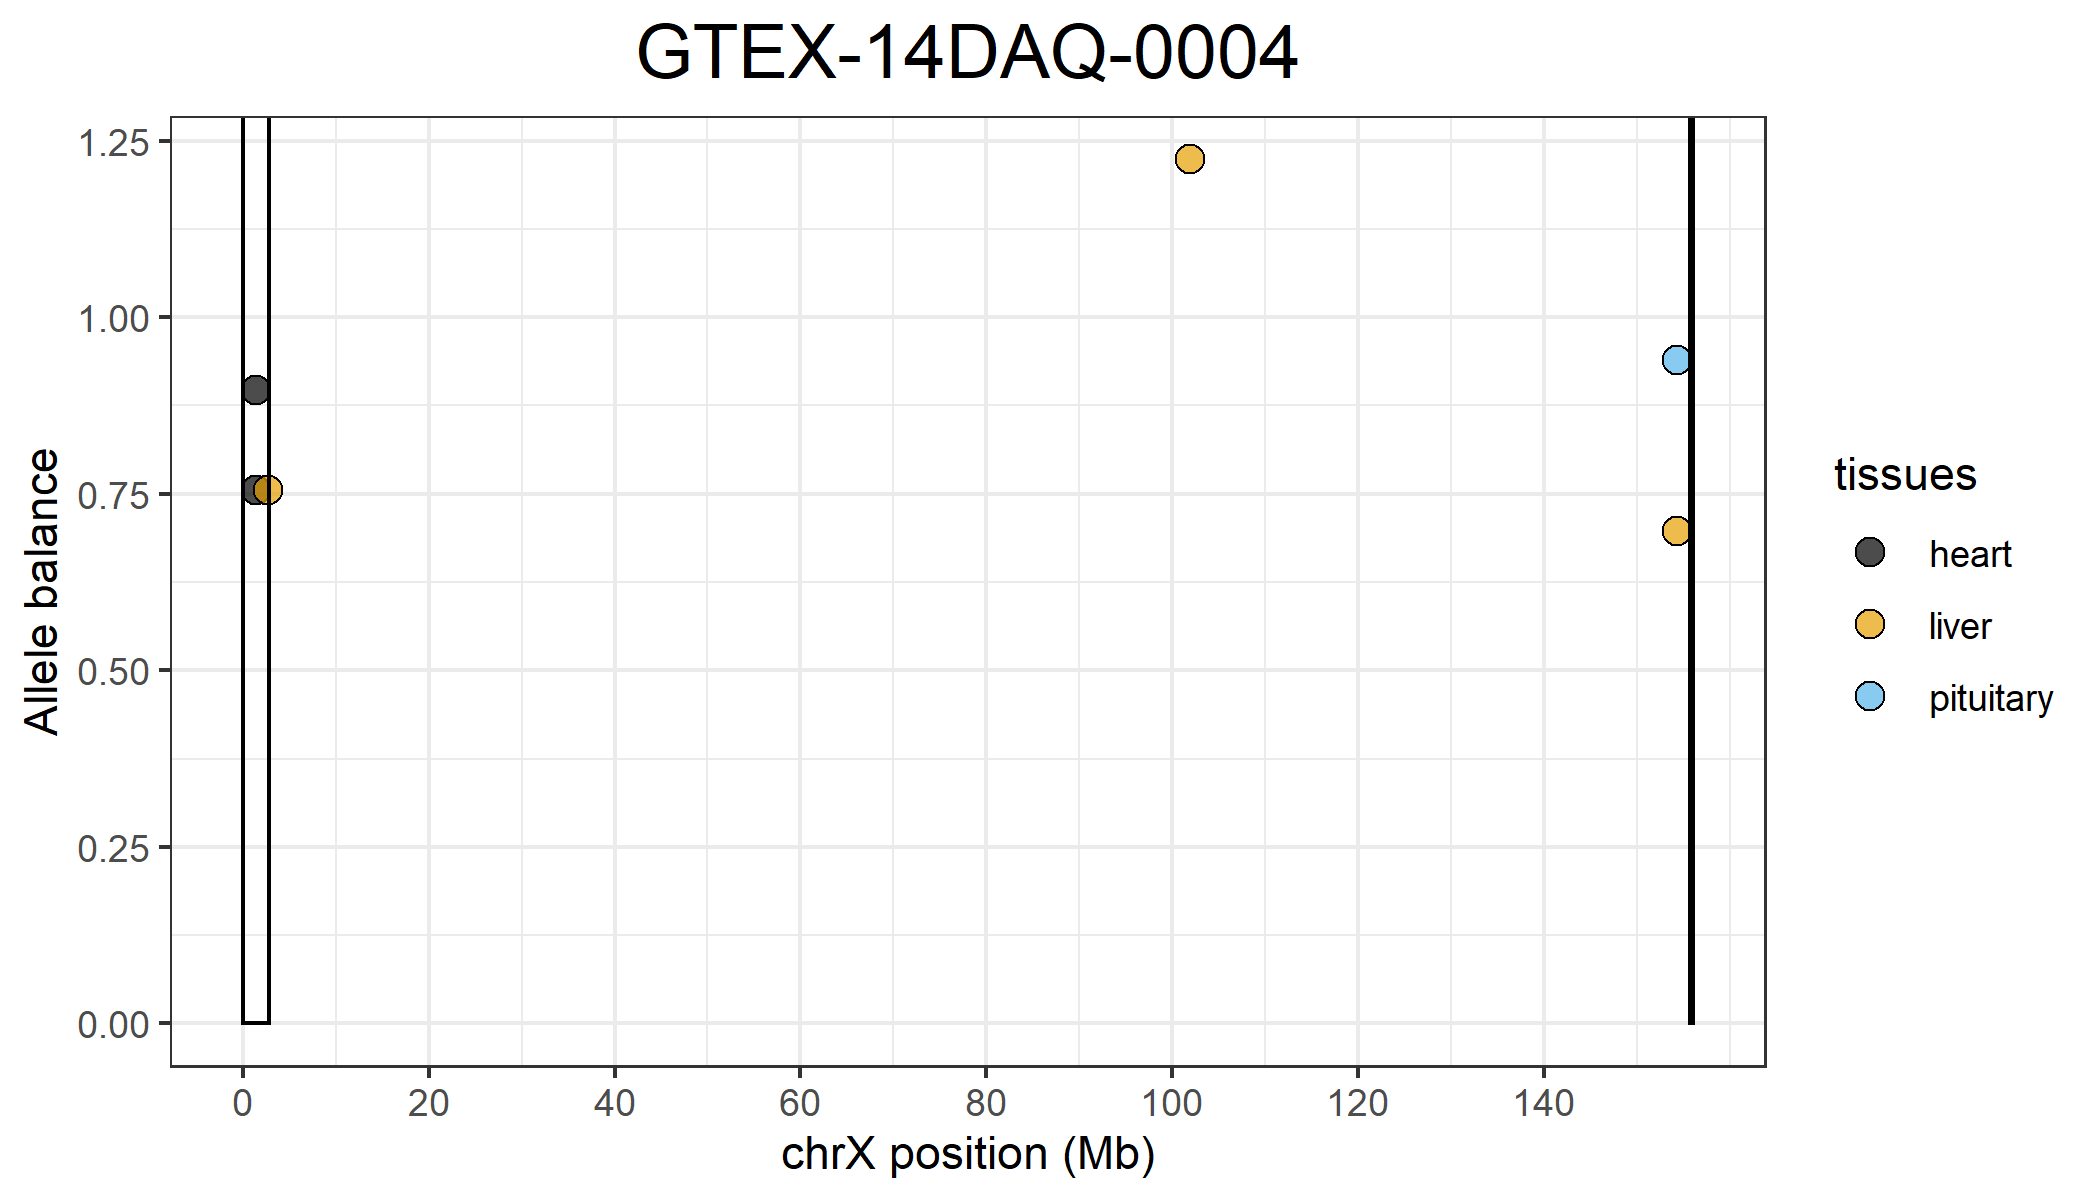 GTEX-14DAQ-0004
1.25
1.00
0.75
0.50
0.25
0.00
Allele balance
0 20 40 60 80 100 120 140
chrX position (Mb)
tissues
heart
liver
pituitary